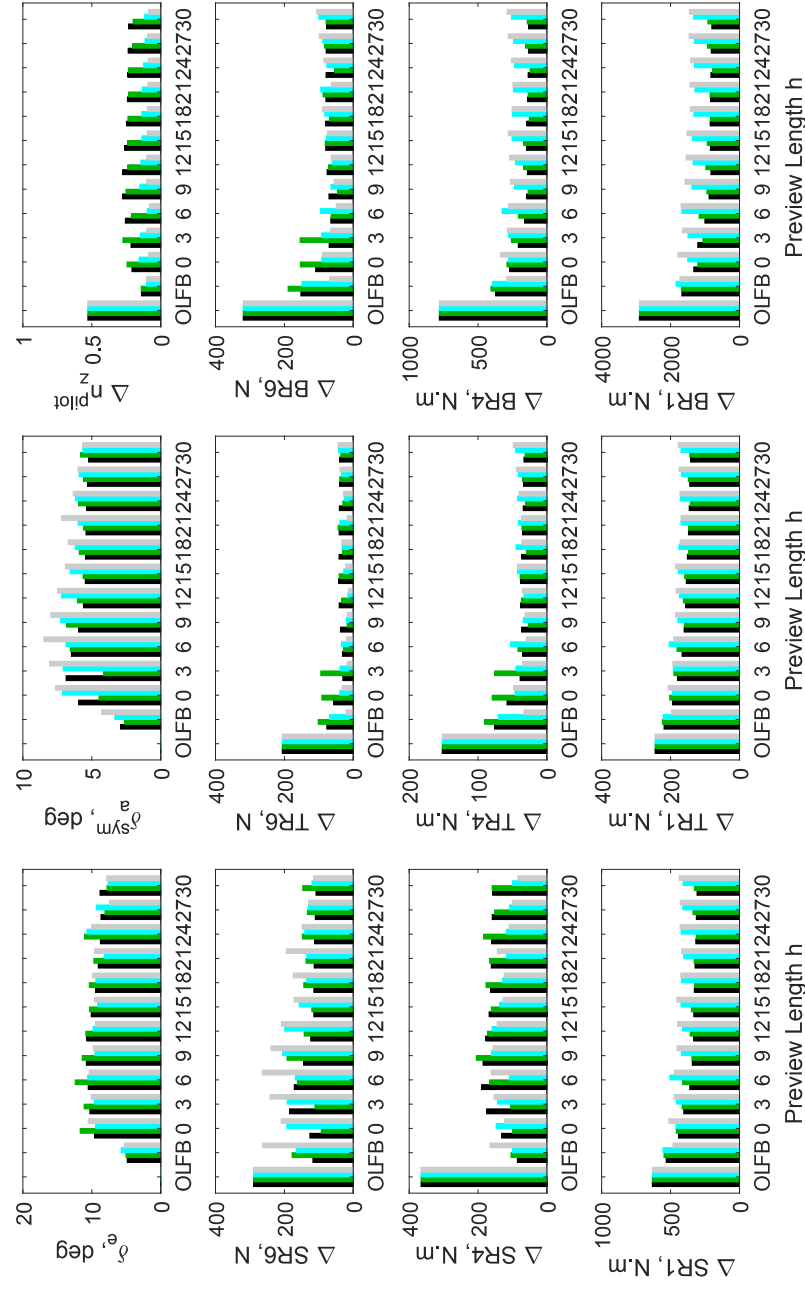 δe, deg
20
10
0
OLFB 0 3 6 9 12151821242730
δa^sym, deg
10
5
0
OLFB 0 3 6 9 12151821242730
Δ nz^pilot
1
0.5
0
OLFB 0 3 6 9 12151821242730
Δ SR6, N
400
200
0
OLFB 0 3 6 9 12151821242730
Δ TR6, N
400
200
0
OLFB 0 3 6 9 12151821242730
Δ BR6, N
400
200
0
OLFB 0 3 6 9 12151821242730
Δ SR4, N.m
400
200
0
OLFB 0 3 6 9 12151821242730
Δ TR4, N.m
200
100
0
OLFB 0 3 6 9 12151821242730
Δ BR4, N.m
1000
500
0
OLFB 0 3 6 9 12151821242730
Δ SR1, N.m
1000
500
0
OLFB 0 3 6 9 12151821242730
Preview Length h
Δ TR1, N.m
400
200
0
OLFB 0 3 6 9 12151821242730
Preview Length h
Δ BR1, N.m
4000
2000
0
OLFB 0 3 6 9 12151821242730
Preview Length h